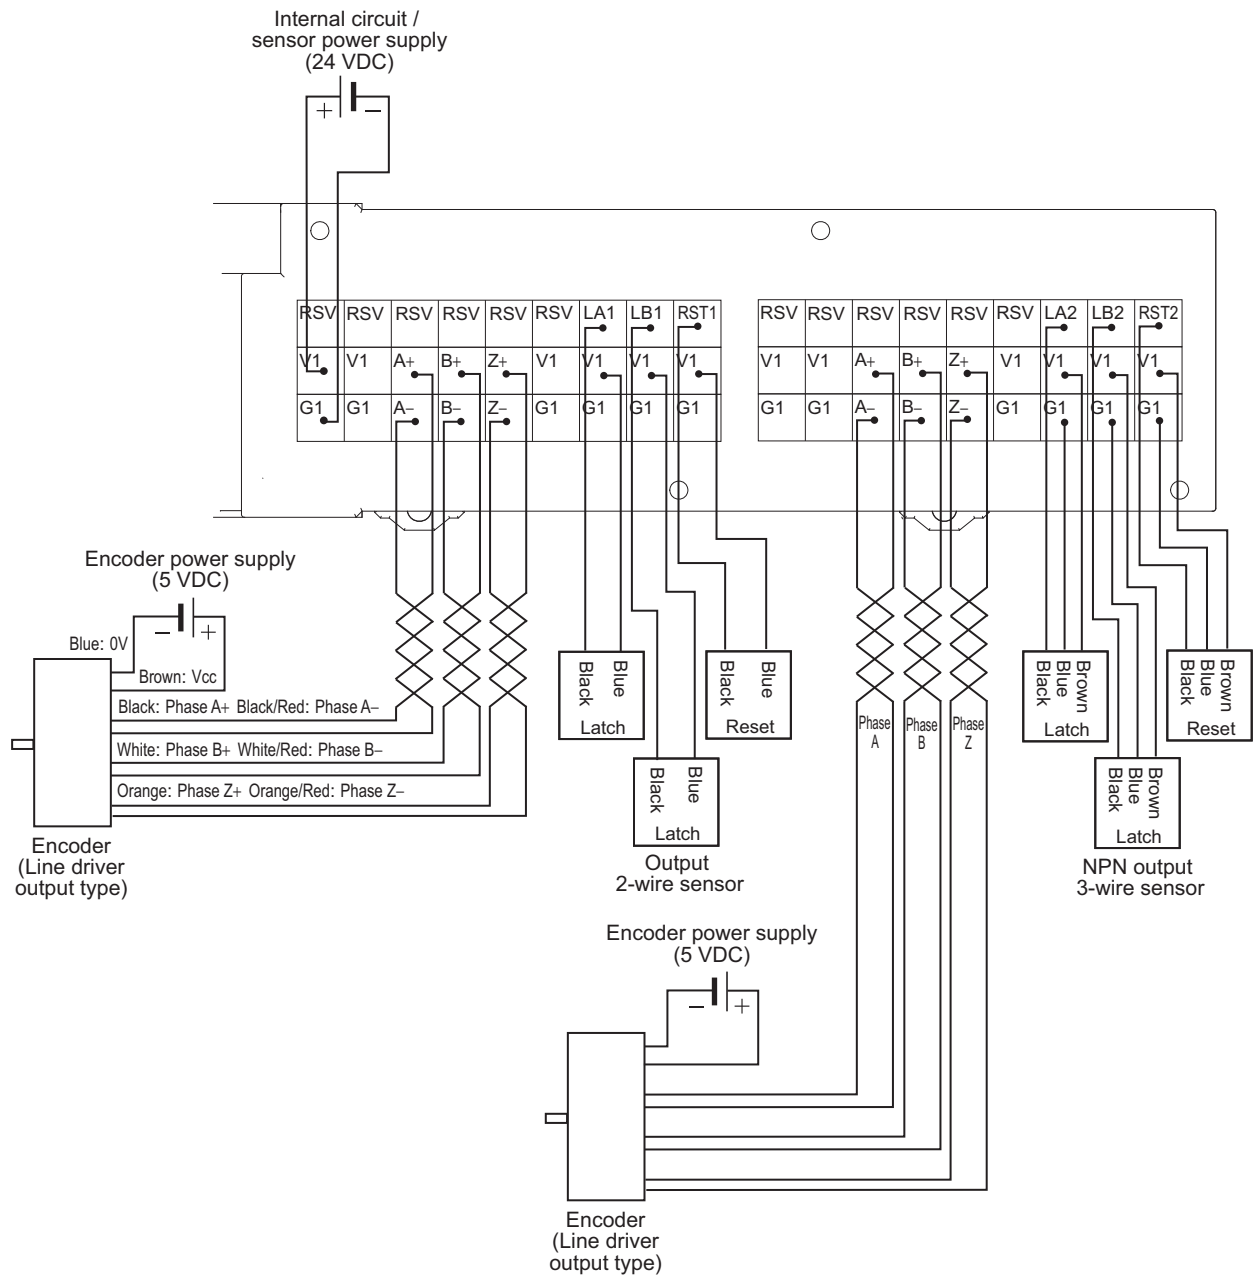 Internal circuit /
sensor power supply
(24 VDC)
+ −
RSV RSV RSV RSV RSV RSV LA1 LB1 RST1
V1 V1 A+ B+ Z+ V1 V1 V1 V1
G1 G1 A− B− Z− G1 G1 G1 G1
RSV RSV RSV RSV RSV RSV LA2 LB2 RST2
V1 V1 A+ B+ Z+ V1 V1 V1 V1
G1 G1 A− B− Z− G1 G1 G1 G1
Encoder power supply
(5 VDC)
− +
Blue: 0V
Brown: Vcc
Black: Phase A+ Black/Red: Phase A−
White: Phase B+ White/Red: Phase B−
Orange: Phase Z+ Orange/Red: Phase Z−
Encoder
(Line driver
output type)
Black
Blue
Latch
Black
Blue
Reset
Black
Blue
Latch
Output
2-wire sensor
Phase
A
Phase
B
Phase
Z
Black
Blue
Brown
Latch
Black
Blue
Brown
Reset
Black
Blue
Brown
Latch
NPN output
3-wire sensor
Encoder power supply
(5 VDC)
− +
Encoder
(Line driver
output type)